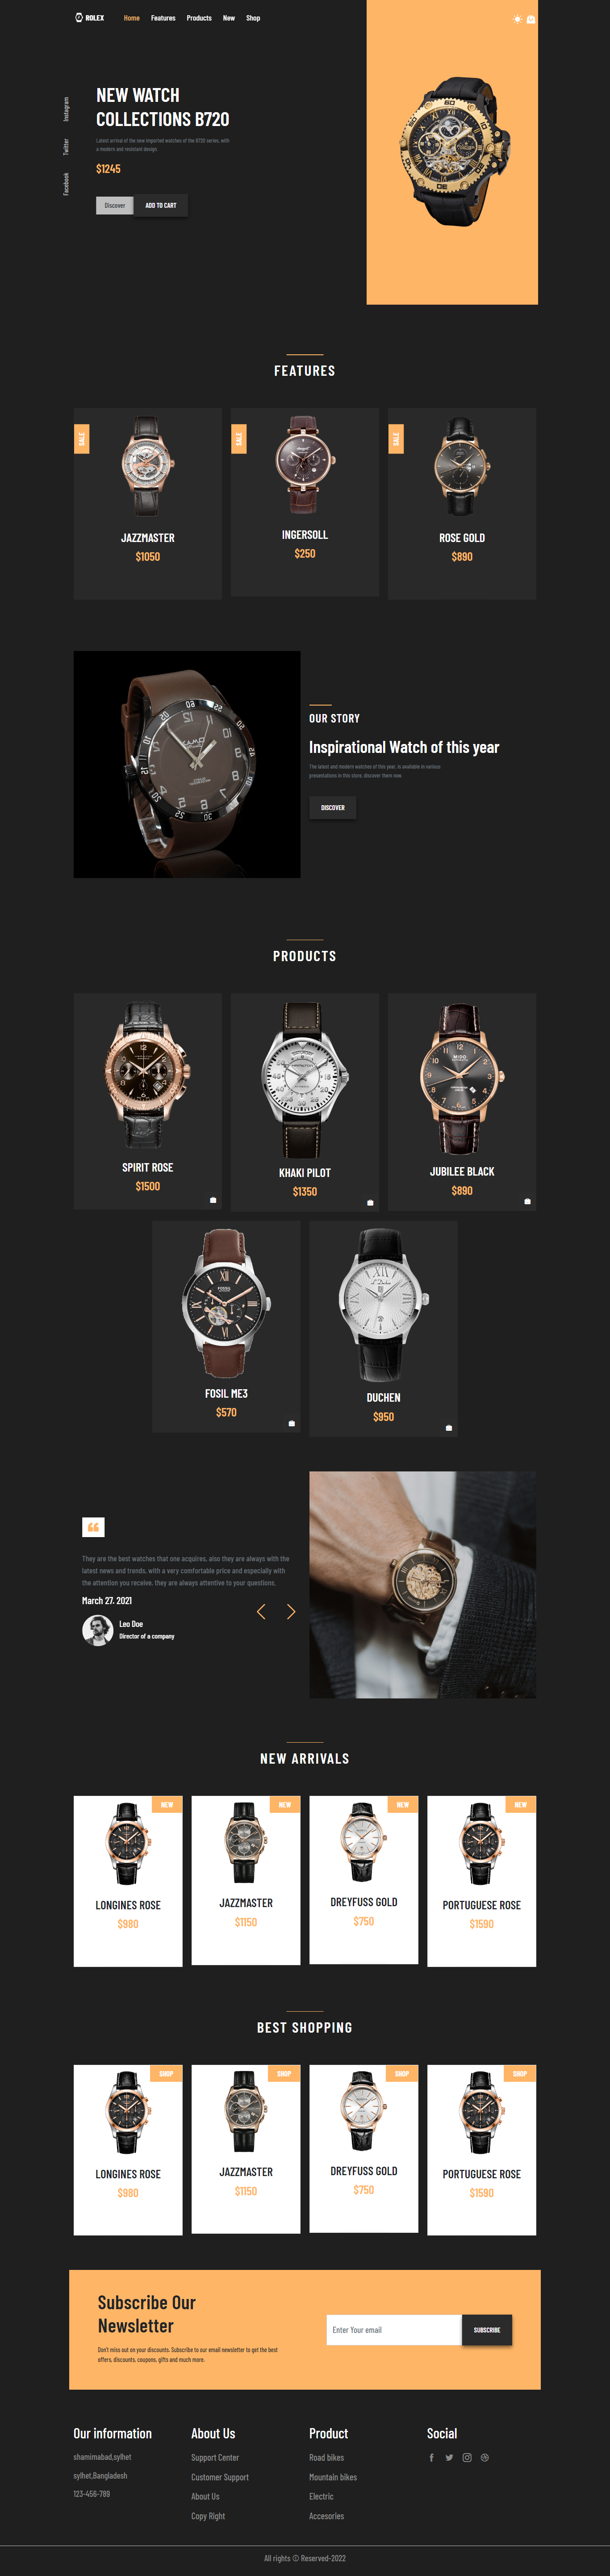 ROLEX
Home
Features
Products
New
Shop
Instagram
Twitter
Facebook
NEW WATCH
COLLECTIONS B720
Latest arrival of the new imported watches of the B720 series, with
a modern and resistant design.
$1245
Discover
ADD TO CART
FEATURES
SALE
JAZZMASTER
$1050
SALE
INGERSOLL
$250
SALE
ROSE GOLD
$890
OUR STORY
Inspirational Watch of this year
The latest and modern watches of this year, is available in various
presentations in this store, discover them now.
DISCOVER
PRODUCTS
SPIRIT ROSE
$1500
KHAKI PILOT
$1350
MIDO
JUBILEE BLACK
$890
FOSIL ME3
$570
DUCHEN
$950
They are the best watches that one acquires, also they are always with the
latest news and trends, with a very comfortable price and especially with
the attention you receive, they are always attentive to your questions.
March 27. 2021
Leo Doe
Director of a company
NEW ARRIVALS
NEW
LONGINES ROSE
$980
NEW
JAZZMASTER
$1150
NEW
DREYFUSS GOLD
$750
NEW
PORTUGUESE ROSE
$1590
BEST SHOPPING
SHOP
LONGINES ROSE
$980
SHOP
JAZZMASTER
$1150
SHOP
DREYFUSS GOLD
$750
SHOP
PORTUGUESE ROSE
$1590
Subscribe Our
Newsletter
Don't miss out on your discounts. Subscribe to our email newsletter to get the best
offers, discounts, coupons, gifts and much more.
Enter Your email
SUBSCRIBE
Our information
shamimabad,sylhet
sylhet,Bangladesh
123-456-789
About Us
Support Center
Customer Support
About Us
Copy Right
Product
Road bikes
Mountain bikes
Electric
Accesories
Social
All rights © Reserved-2022